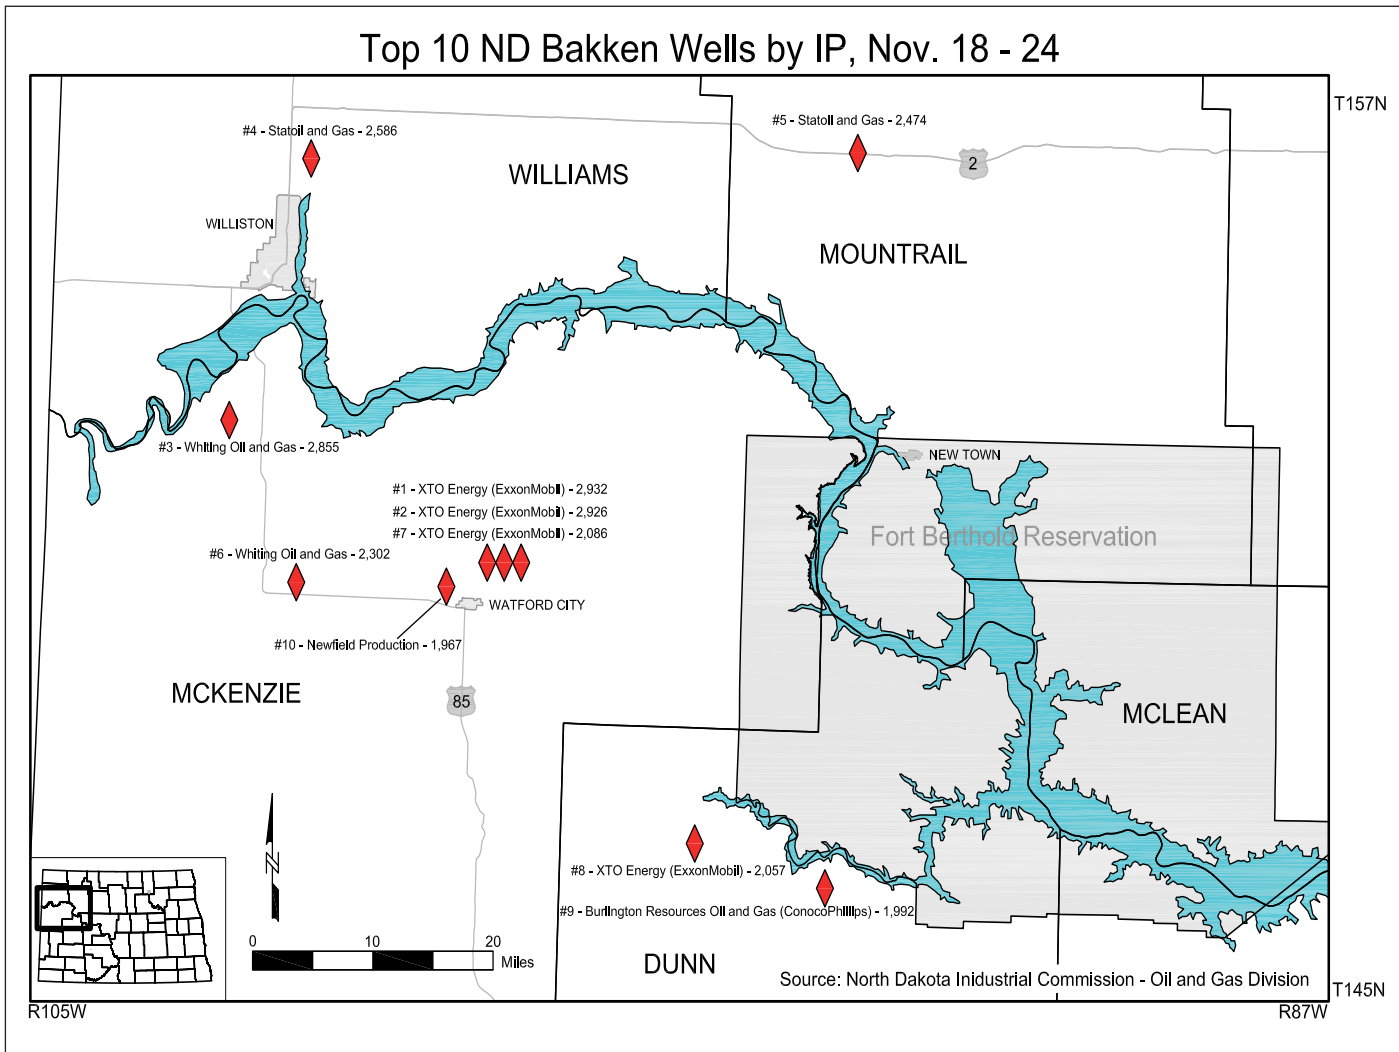 Top 10 ND Bakken Wells by IP, Nov. 18 - 24
T157N
#4 - Statoil and Gas - 2,586
#5 - Statoil and Gas - 2,474
2
WILLIAMS
WILLISTON
MOUNTRAIL
#3 - Whiting Oil and Gas - 2,855
NEW TOWN
#1 - XTO Energy (ExxonMobil) - 2,932
#2 - XTO Energy (ExxonMobil) - 2,926
#7 - XTO Energy (ExxonMobil) - 2,086
Fort Berthold Reservation
#6 - Whiting Oil and Gas - 2,302
WATFORD CITY
#10 - Newfield Production - 1,967
MCKENZIE
85
MCLEAN
N
#8 - XTO Energy (ExxonMobil) - 2,057
#9 - Burlington Resources Oil and Gas (ConocoPhillips) - 1,992
0 10 20
Miles
DUNN
Source: North Dakota Inidustrial Commission - Oil and Gas Division
T145N
R105W
R87W